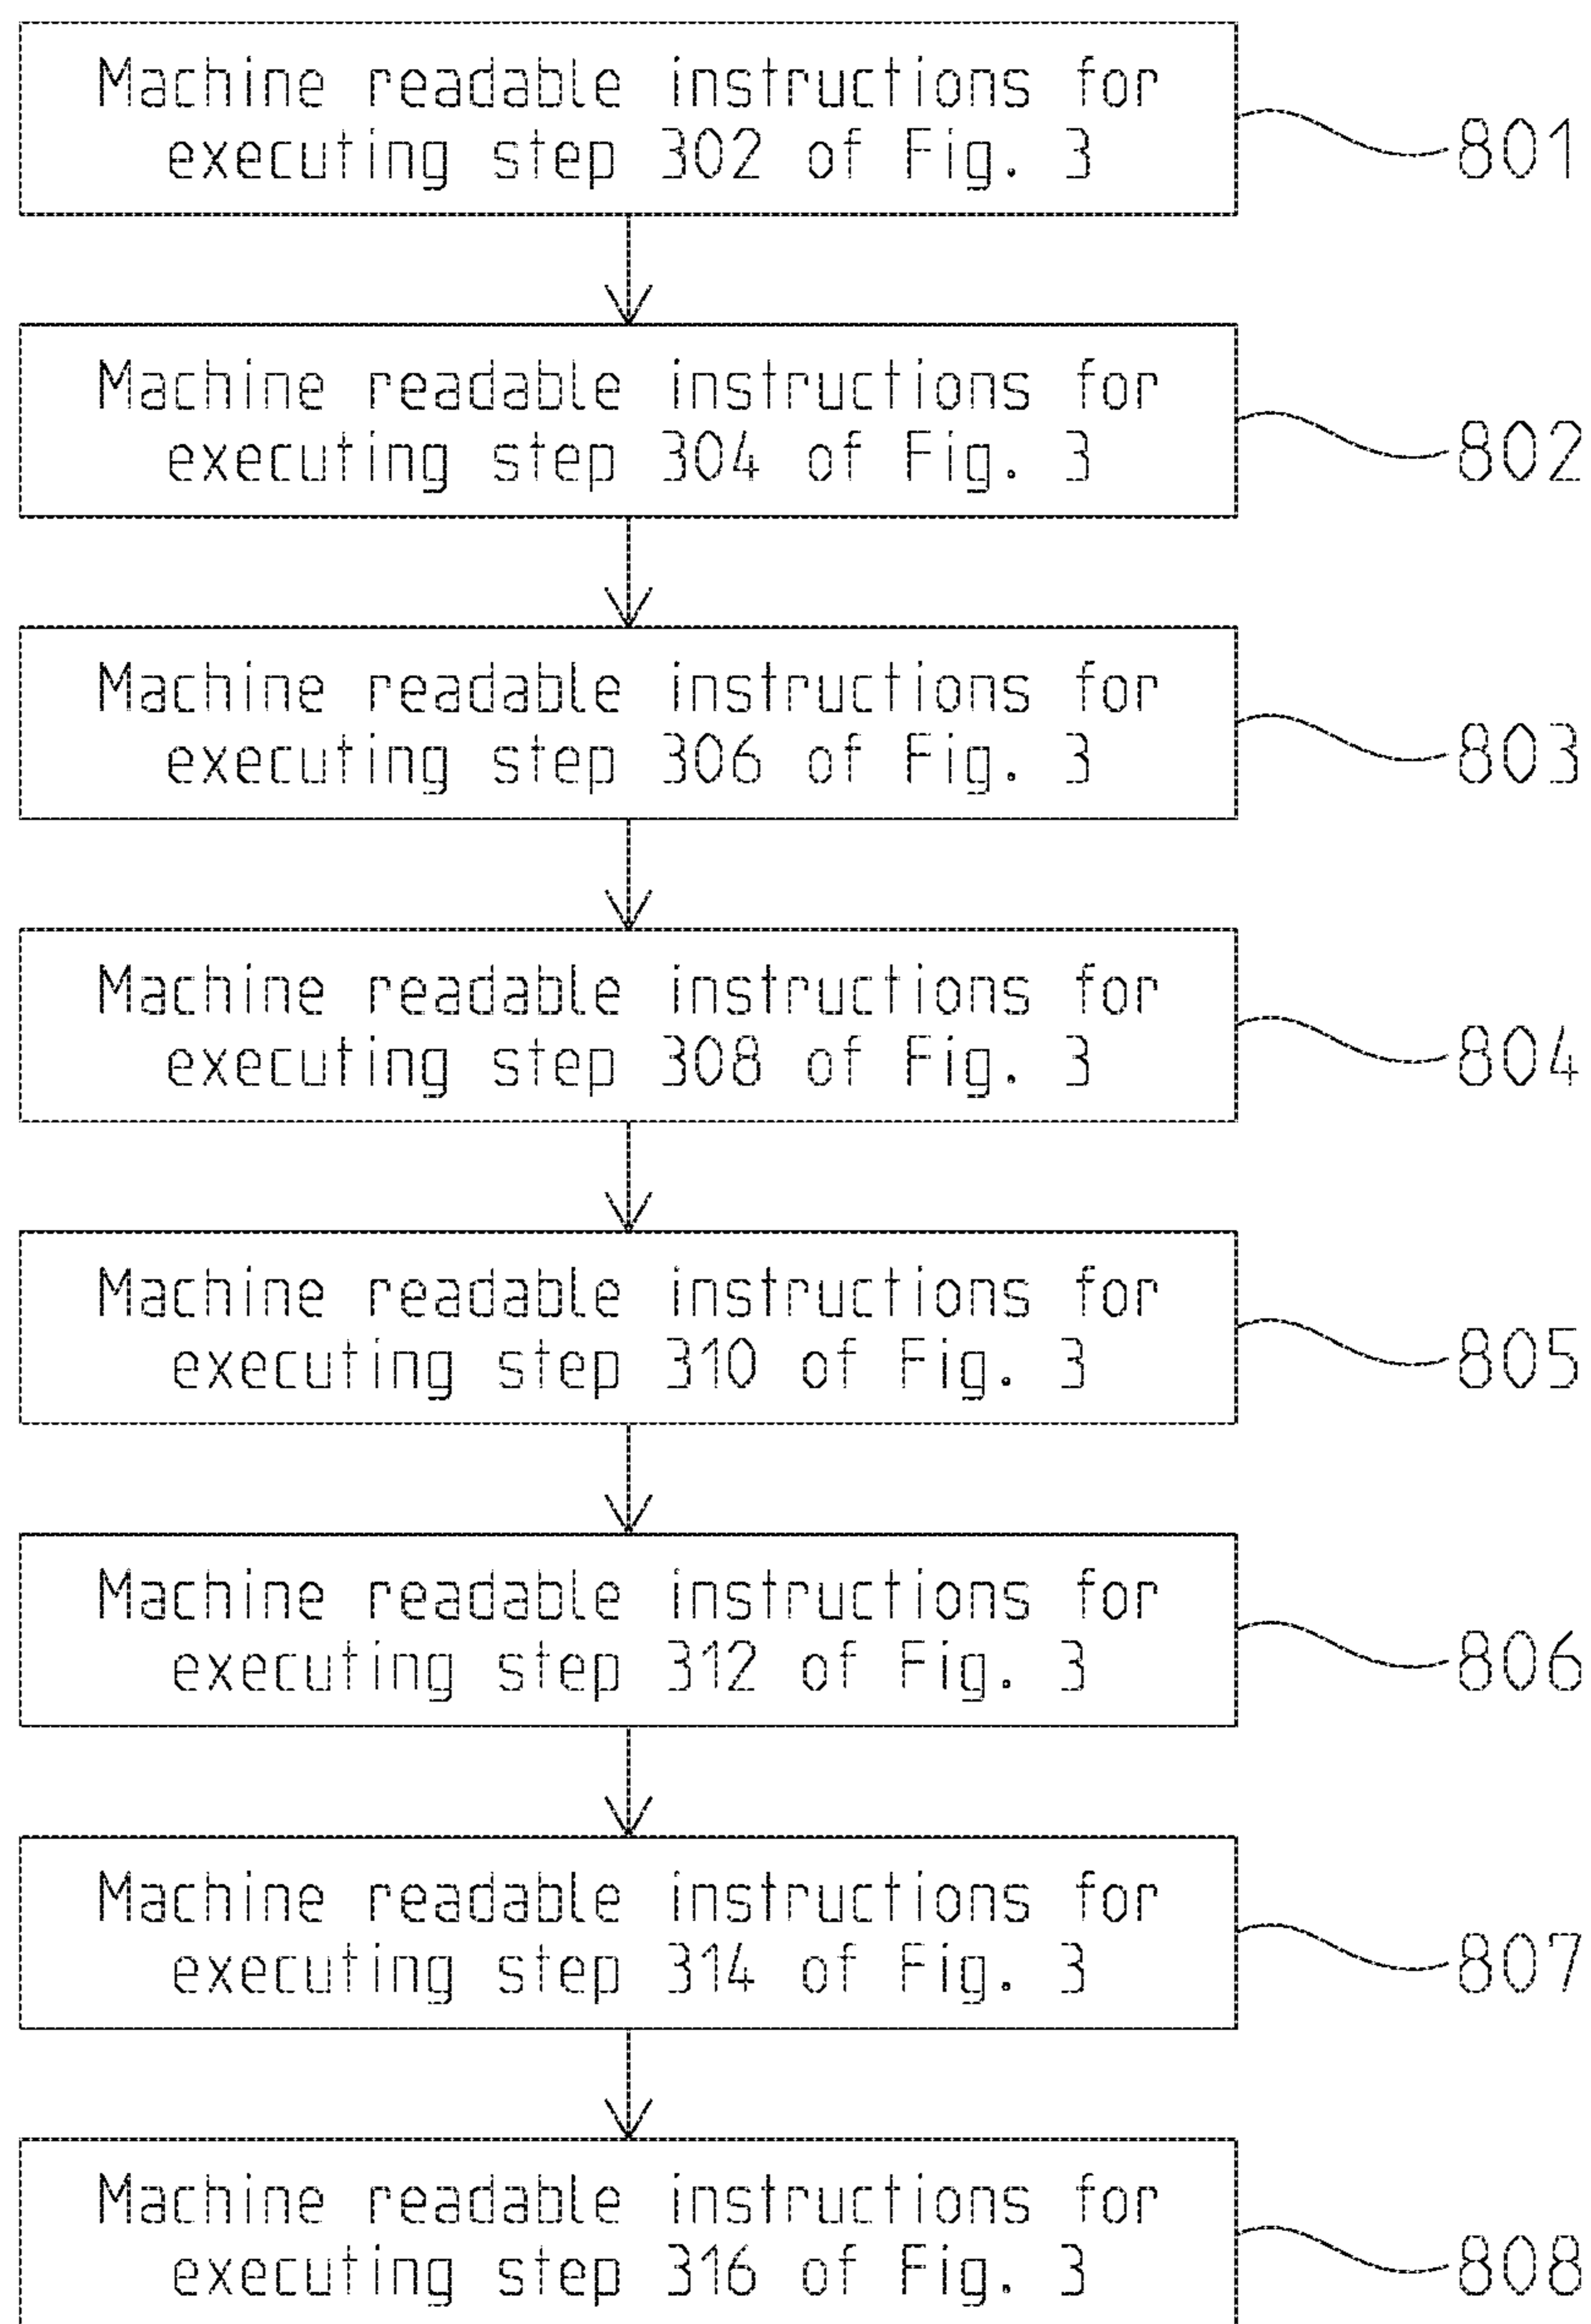 Machine readable instructions for
executing step 302 of Fig. 3
801
Machine readable instructions for
executing step 304 of Fig. 3
802
Machine readable instructions for
executing step 306 of Fig. 3
803
Machine readable instructions for
executing step 308 of Fig. 3
804
Machine readable instructions for
executing step 310 of Fig. 3
805
Machine readable instructions for
executing step 312 of Fig. 3
806
Machine readable instructions for
executing step 314 of Fig. 3
807
Machine readable instructions for
executing step 316 of Fig. 3
808